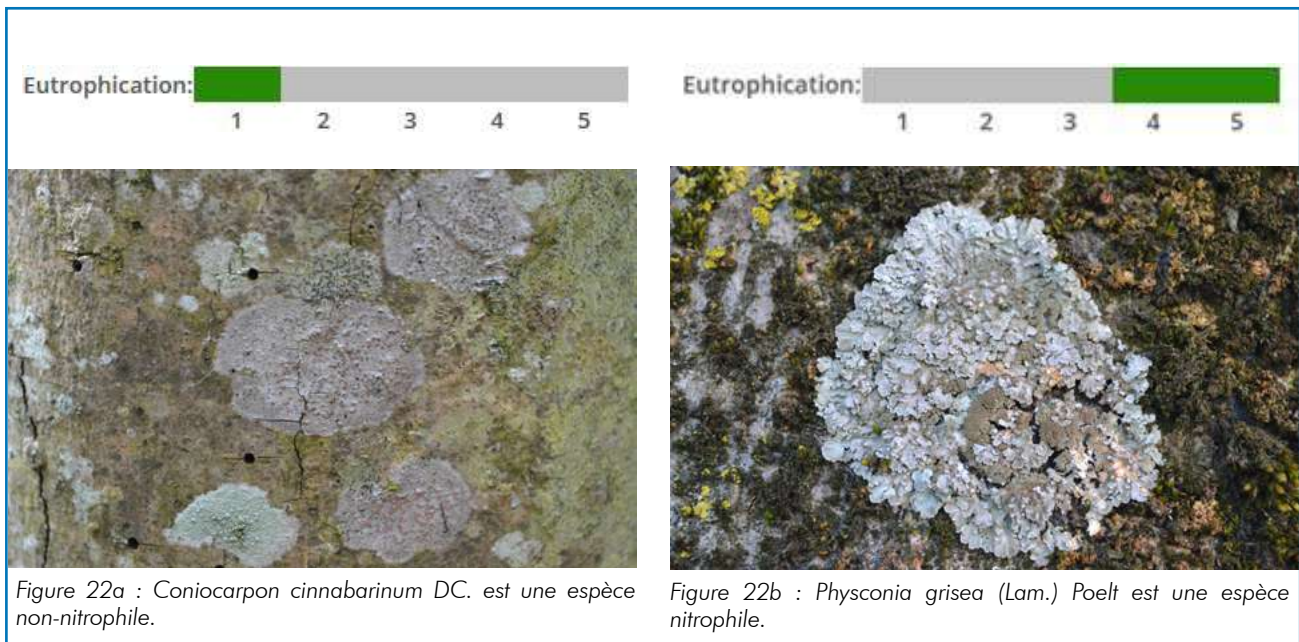 Eutrophication:
1 2 3 4 5
Figure 22a : Coniocarpon cinnabarinum DC. est une espèce
non-nitrophile.
Eutrophication:
1 2 3 4 5
Figure 22b : Physconia grisea (Lam.) Poelt est une espèce
nitrophile.